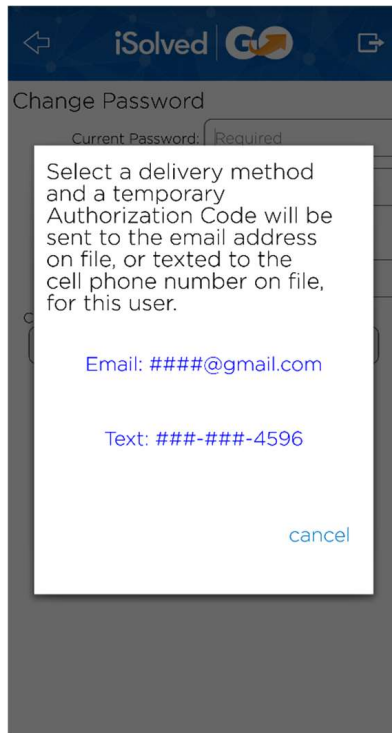 iSolved GO
Change Password
Current Password: Required
Select a delivery method
and a temporary
Authorization Code will be
sent to the email address
on file, or texted to the
cell phone number on file,
for this user.
Email: ####@gmail.com
Text: ###-###-4596
cancel